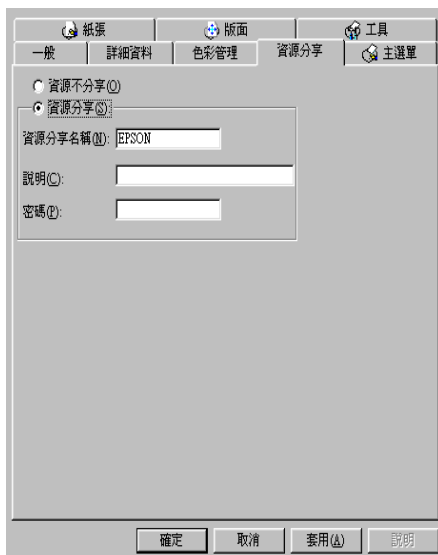 紙張 版面 工具
一般 詳細資料 色彩管理 資源分享 主選單
資源不分享(O)
資源分享(S):
資源分享名稱(N): EPSON
說明(C):
密碼(P):
確定 取消 套用(A) 說明